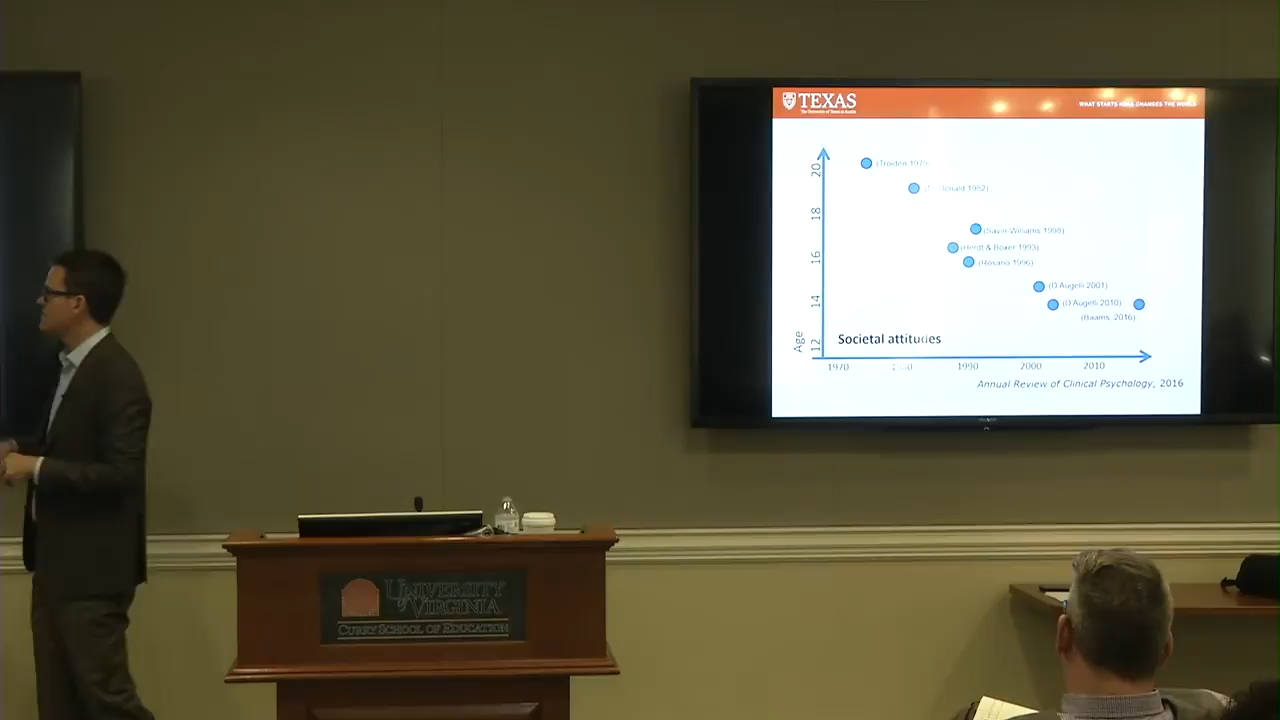 TEXAS
The University of Texas at Austin
WHAT STARTS HERE CHANGES THE WORLD
20
18
16
14
12
Age
(Troiden 1979)
1982)
(Savin-Williams 1998)
(Herdt & Boxer 1993)
(Rosario 1996)
(D'Augelli 2001)
(D'Augelli 2010)
(Baams, 2016)
Societal attitudes
1970
1990
2000
2010
Annual Review of Clinical Psychology, 2016
UNIVERSITY
of VIRGINIA
CURRY SCHOOL OF EDUCATION